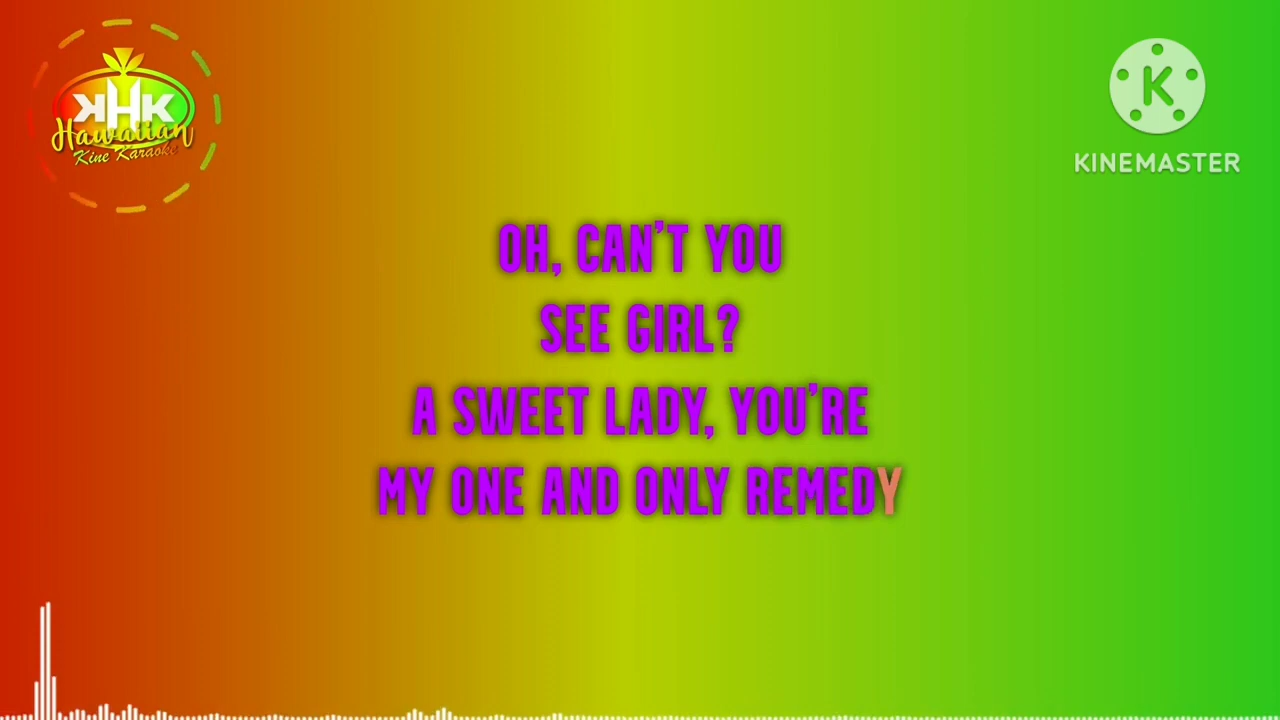 KHK
Hawaiian
Kine Karaoke
K
KINEMASTER
OH, CAN'T YOU
SEE GIRL?
A SWEET LADY, YOU'RE
MY ONE AND ONLY REMEDY